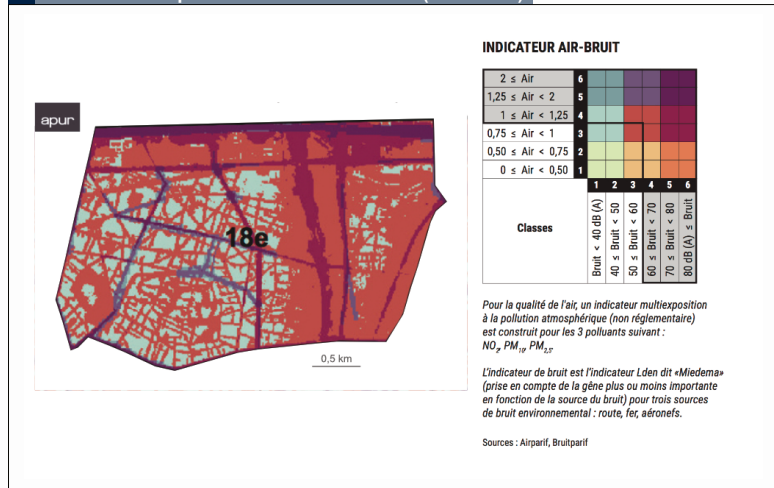 apur
18e
0,5 km
INDICATEUR AIR-BRUIT
2 ≤ Air 6
1,25 ≤ Air < 2 5
1 ≤ Air < 1,25 4
0,75 ≤ Air < 1 3
0,50 ≤ Air < 0,75 2
0 ≤ Air < 0,50 1
1 2 3 4 5 6
Classes
Bruit < 40 dB (A)
40 ≤ Bruit < 50
50 ≤ Bruit < 60
60 ≤ Bruit < 70
70 ≤ Bruit < 80
80 dB (A) ≤ Bruit
Pour la qualité de l'air, un indicateur multiexposition
à la pollution atmosphérique (non réglementaire)
est construit pour les 3 polluants suivant :
NO2, PM10, PM2,5.
L'indicateur de bruit est l'indicateur Lden dit «Miedema»
(prise en compte de la gêne plus ou moins importante
en fonction de la source du bruit) pour trois sources
de bruit environnemental : route, fer, aéronefs.
Sources : Airparif, Bruitparif